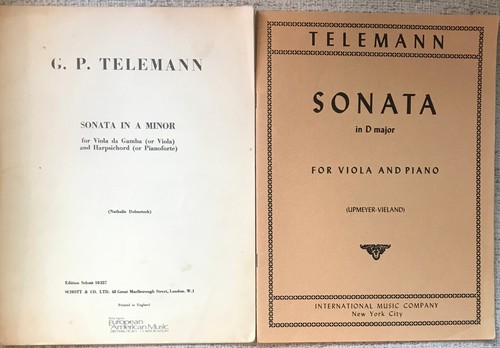 G. P. TELEMANN
SONATA IN A MINOR
for Viola da Gamba (or Viola)
and Harpsichord (or Pianoforte)
(Nathalie Dolmetsch)
Edition Schott 10357
SCHOTT & CO. LTD. 48 Great Marlborough Street, London. W.1
Printed in England
European
American Music
TELEMANN
SONATA
in D major
FOR VIOLA AND PIANO
(UPMEYER-VIELAND)
INTERNATIONAL MUSIC COMPANY
New York City